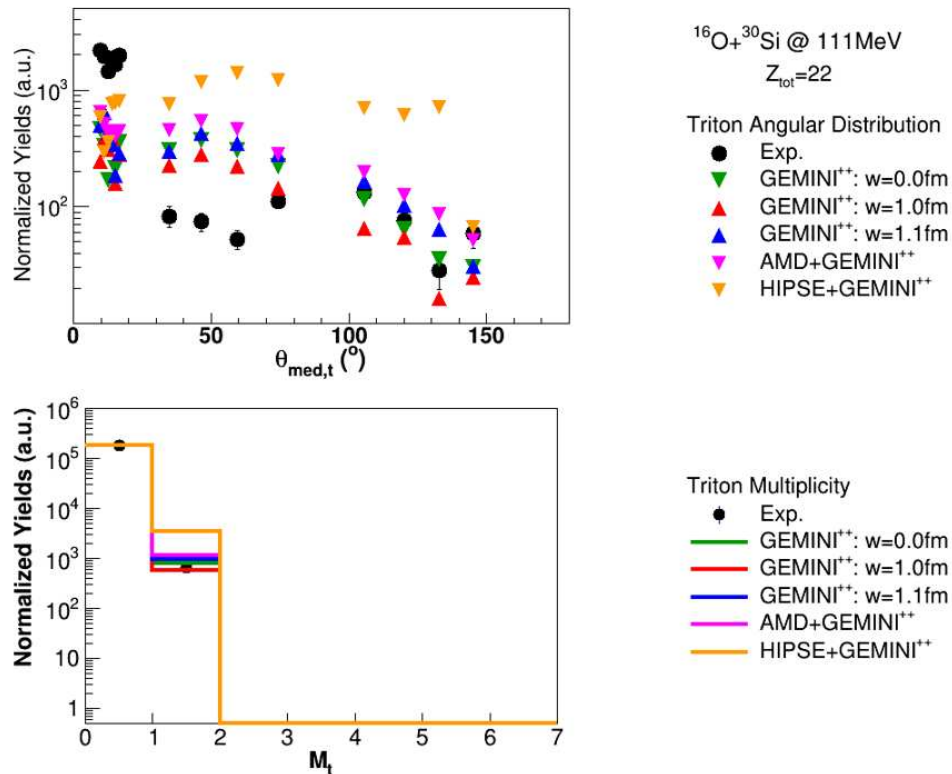 Normalized Yields (a.u.)
10³
10²
0 50 100 150
θmed,t (°)
¹⁶O+³⁰Si @ 111MeV
Ztot=22
Triton Angular Distribution
Exp.
GEMINI⁺⁺: w=0.0fm
GEMINI⁺⁺: w=1.0fm
GEMINI⁺⁺: w=1.1fm
AMD+GEMINI⁺⁺
HIPSE+GEMINI⁺⁺
Normalized Yields (a.u.)
10⁶
10⁵
10⁴
10³
10²
10
1
0 1 2 3 4 5 6 7
Mt
Triton Multiplicity
Exp.
GEMINI⁺⁺: w=0.0fm
GEMINI⁺⁺: w=1.0fm
GEMINI⁺⁺: w=1.1fm
AMD+GEMINI⁺⁺
HIPSE+GEMINI⁺⁺